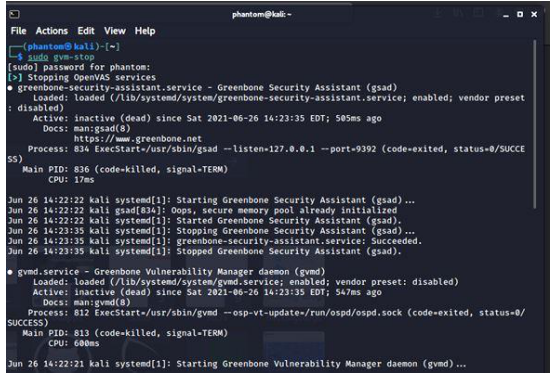 phantom@kali: ~
File Actions Edit View Help
(phantom㉿kali)-[~]
$ sudo gvm-stop
[sudo] password for phantom:
[>] Stopping OpenVAS services
● greenbone-security-assistant.service - Greenbone Security Assistant (gsad)
Loaded: loaded (/lib/systemd/system/greenbone-security-assistant.service; enabled; vendor preset
: disabled)
Active: inactive (dead) since Sat 2021-06-26 14:23:35 EDT; 505ms ago
Docs: man:gsad(8)
https://www.greenbone.net
Process: 834 ExecStart=/usr/sbin/gsad --listen=127.0.0.1 --port=9392 (code=exited, status=0/SUCCE
SS)
Main PID: 836 (code=killed, signal=TERM)
CPU: 17ms
Jun 26 14:22:22 kali systemd[1]: Starting Greenbone Security Assistant (gsad)...
Jun 26 14:22:22 kali gsad[834]: Oops, secure memory pool already initialized
Jun 26 14:22:22 kali systemd[1]: Started Greenbone Security Assistant (gsad).
Jun 26 14:23:35 kali systemd[1]: Stopping Greenbone Security Assistant (gsad)...
Jun 26 14:23:35 kali systemd[1]: greenbone-security-assistant.service: Succeeded.
Jun 26 14:23:35 kali systemd[1]: Stopped Greenbone Security Assistant (gsad).
● gvmd.service - Greenbone Vulnerability Manager daemon (gvmd)
Loaded: loaded (/lib/systemd/system/gvmd.service; enabled; vendor preset: disabled)
Active: inactive (dead) since Sat 2021-06-26 14:23:35 EDT; 547ms ago
Docs: man:gvmd(8)
Process: 812 ExecStart=/usr/sbin/gvmd --osp-vt-update=/run/ospd/ospd.sock (code=exited, status=0/
SUCCESS)
Main PID: 813 (code=killed, signal=TERM)
CPU: 600ms
Jun 26 14:22:21 kali systemd[1]: Starting Greenbone Vulnerability Manager daemon (gvmd)...